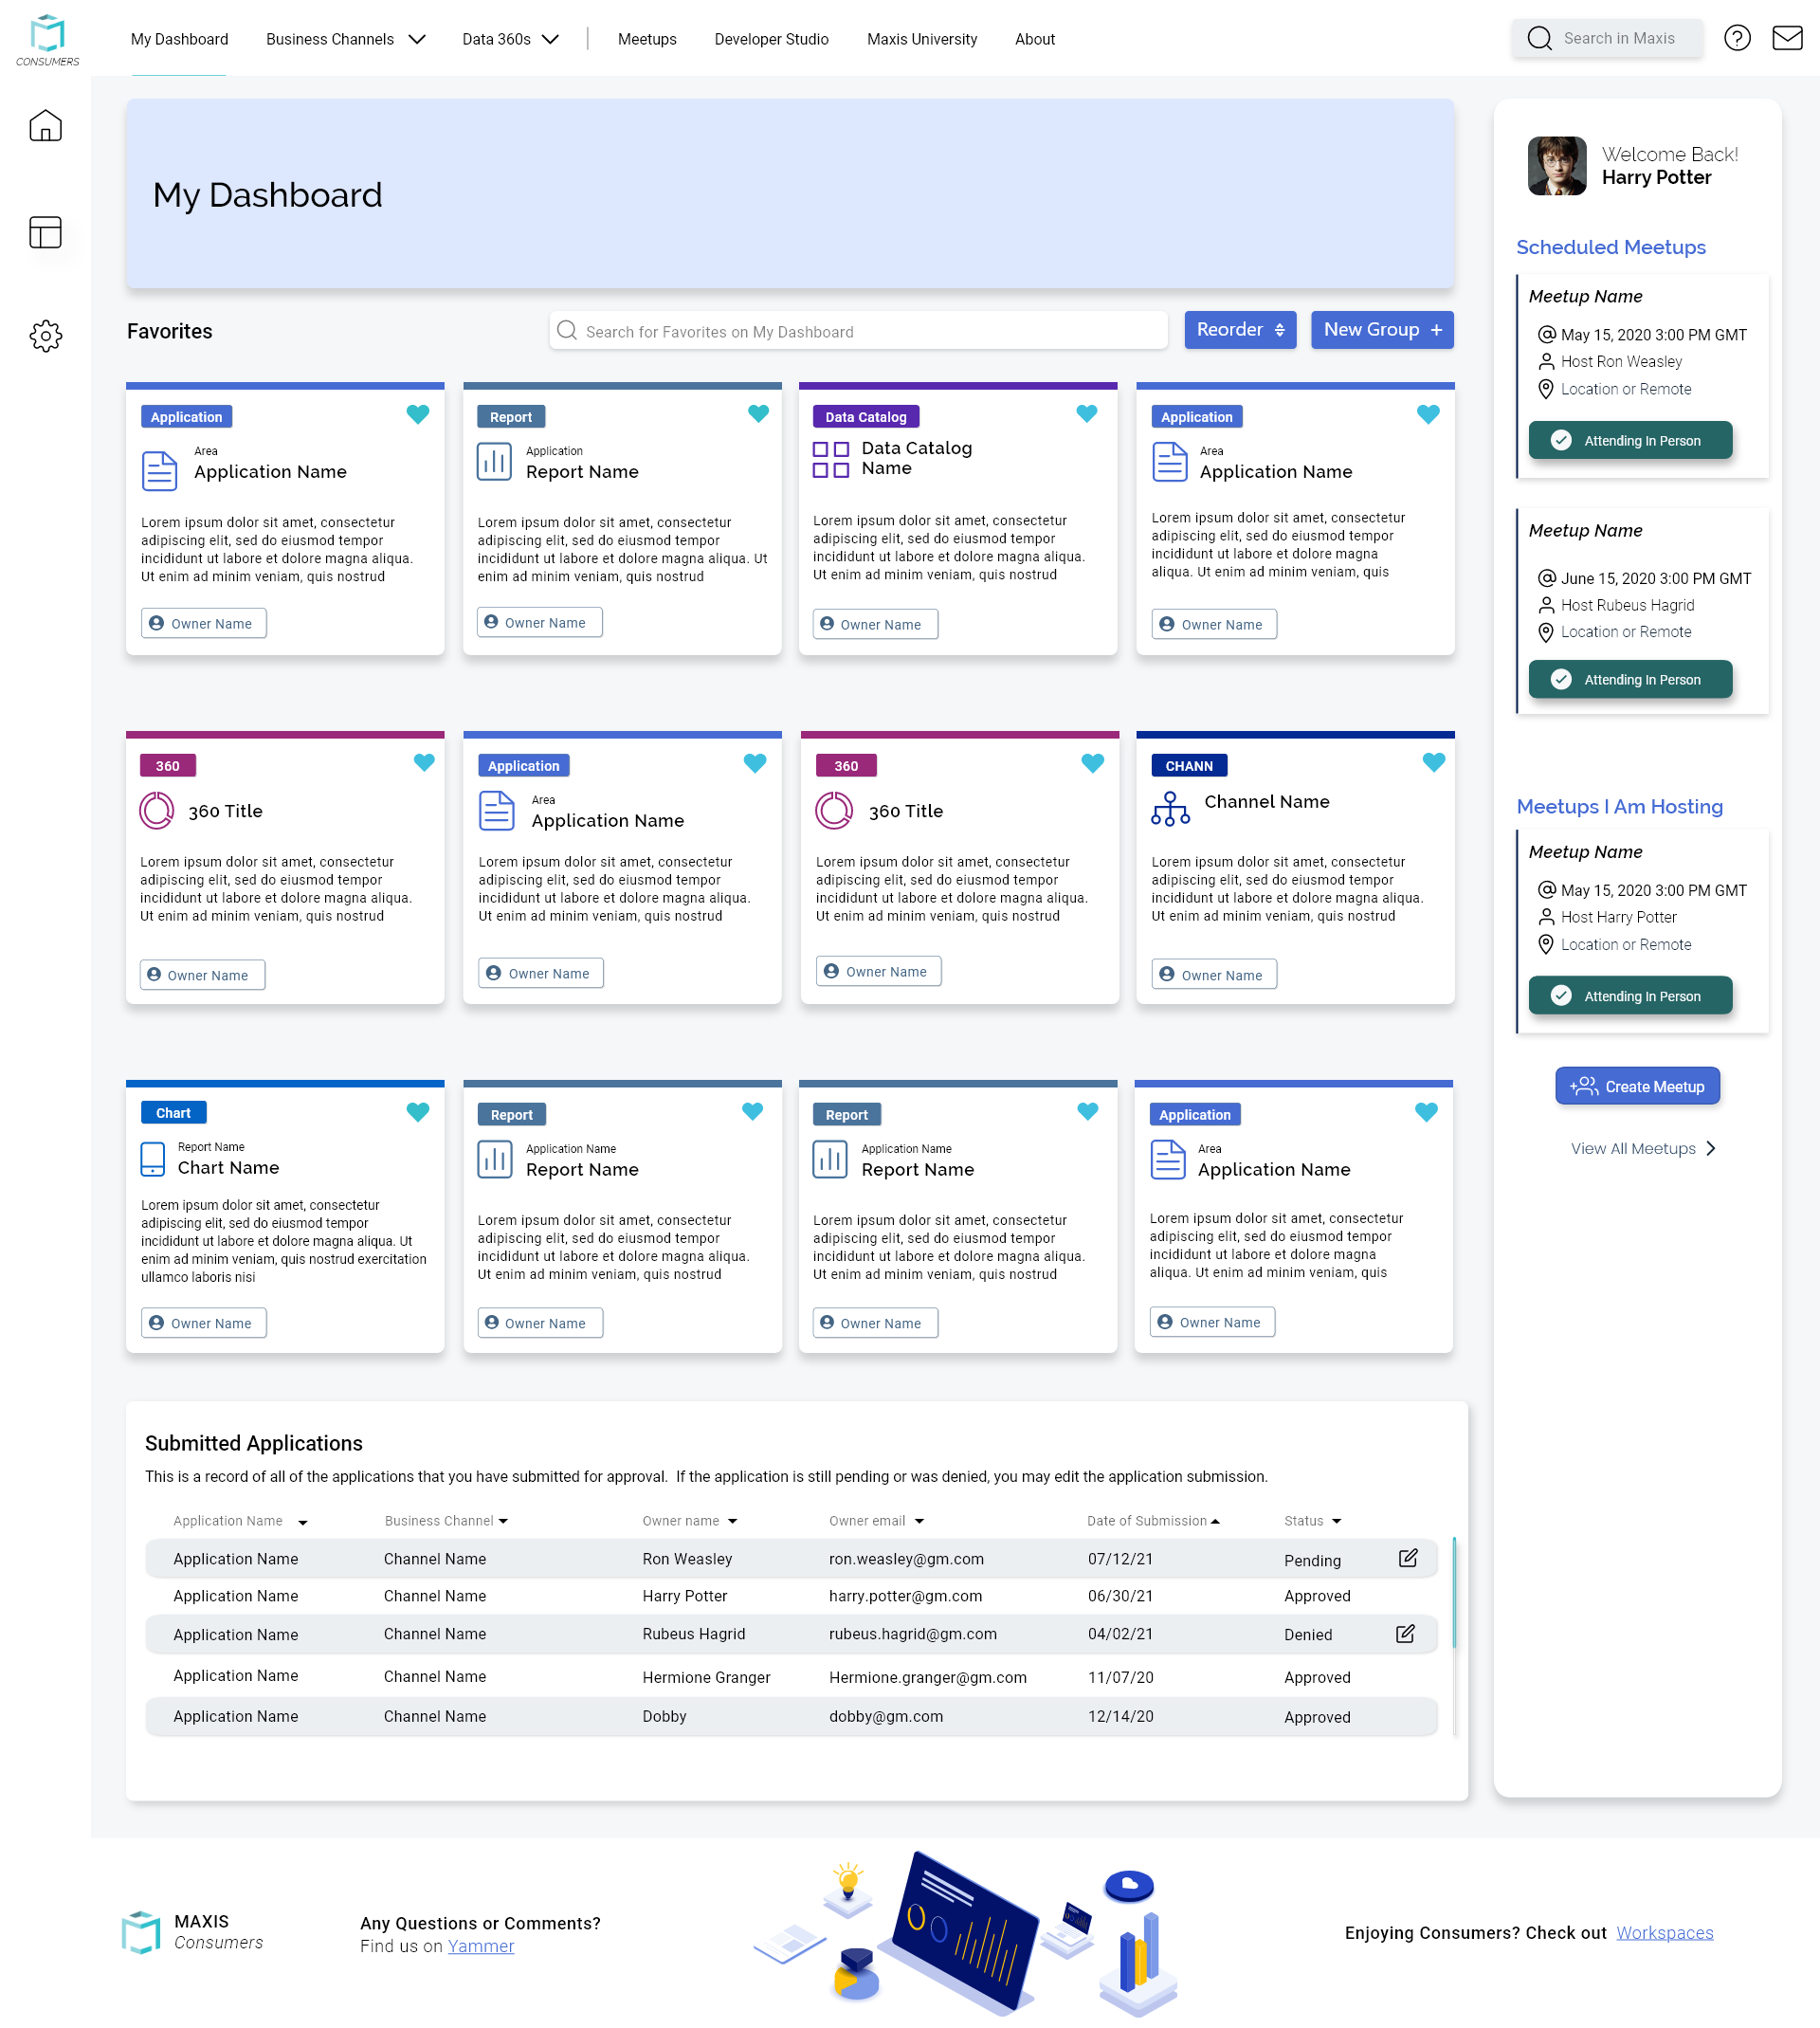 CONSUMERS
My Dashboard
Business Channels
Data 360s
Meetups
Developer Studio
Maxis University
About
Search in Maxis
My Dashboard
Favorites
Search for Favorites on My Dashboard
Reorder
New Group +
Application
Area
Application Name
Lorem ipsum dolor sit amet, consectetur
adipiscing elit, sed do eiusmod tempor
incididunt ut labore et dolore magna aliqua.
Ut enim ad minim veniam, quis nostrud
Owner Name
Report
Application
Report Name
Lorem ipsum dolor sit amet, consectetur
adipiscing elit, sed do eiusmod tempor
incididunt ut labore et dolore magna aliqua. Ut
enim ad minim veniam, quis nostrud
Owner Name
Data Catalog
Data Catalog
Name
Lorem ipsum dolor sit amet, consectetur
adipiscing elit, sed do eiusmod tempor
incididunt ut labore et dolore magna aliqua.
Ut enim ad minim veniam, quis nostrud
Owner Name
Application
Area
Application Name
Lorem ipsum dolor sit amet, consectetur
adipiscing elit, sed do eiusmod tempor
incididunt ut labore et dolore magna
aliqua. Ut enim ad minim veniam, quis
Owner Name
360
360 Title
Lorem ipsum dolor sit amet, consectetur
adipiscing elit, sed do eiusmod tempor
incididunt ut labore et dolore magna aliqua.
Ut enim ad minim veniam, quis nostrud
Owner Name
Application
Area
Application Name
Lorem ipsum dolor sit amet, consectetur
adipiscing elit, sed do eiusmod tempor
incididunt ut labore et dolore magna aliqua.
Ut enim ad minim veniam, quis nostrud
Owner Name
360
360 Title
Lorem ipsum dolor sit amet, consectetur
adipiscing elit, sed do eiusmod tempor
incididunt ut labore et dolore magna aliqua.
Ut enim ad minim veniam, quis nostrud
Owner Name
CHANN
Channel Name
Lorem ipsum dolor sit amet, consectetur
adipiscing elit, sed do eiusmod tempor
incididunt ut labore et dolore magna aliqua.
Ut enim ad minim veniam, quis nostrud
Owner Name
Chart
Report Name
Chart Name
Lorem ipsum dolor sit amet, consectetur
adipiscing elit, sed do eiusmod tempor
incididunt ut labore et dolore magna aliqua. Ut
enim ad minim veniam, quis nostrud exercitation
ullamco laboris nisi
Owner Name
Report
Application Name
Report Name
Lorem ipsum dolor sit amet, consectetur
adipiscing elit, sed do eiusmod tempor
incididunt ut labore et dolore magna aliqua.
Ut enim ad minim veniam, quis nostrud
Owner Name
Report
Application Name
Report Name
Lorem ipsum dolor sit amet, consectetur
adipiscing elit, sed do eiusmod tempor
incididunt ut labore et dolore magna aliqua.
Ut enim ad minim veniam, quis nostrud
Owner Name
Application
Area
Application Name
Lorem ipsum dolor sit amet, consectetur
adipiscing elit, sed do eiusmod tempor
incididunt ut labore et dolore magna
aliqua. Ut enim ad minim veniam, quis
Owner Name
Submitted Applications
This is a record of all of the applications that you have submitted for approval. If the application is still pending or was denied, you may edit the application submission.
Application Name Business Channel Owner name Owner email Date of Submission Status
Application Name Channel Name Ron Weasley ron.weasley@gm.com 07/12/21 Pending
Application Name Channel Name Harry Potter harry.potter@gm.com 06/30/21 Approved
Application Name Channel Name Rubeus Hagrid rubeus.hagrid@gm.com 04/02/21 Denied
Application Name Channel Name Hermione Granger Hermione.granger@gm.com 11/07/20 Approved
Application Name Channel Name Dobby dobby@gm.com 12/14/20 Approved
Welcome Back!
Harry Potter
Scheduled Meetups
Meetup Name
May 15, 2020 3:00 PM GMT
Host Ron Weasley
Location or Remote
Attending In Person
Meetup Name
June 15, 2020 3:00 PM GMT
Host Rubeus Hagrid
Location or Remote
Attending In Person
Meetups I Am Hosting
Meetup Name
May 15, 2020 3:00 PM GMT
Host Harry Potter
Location or Remote
Attending In Person
Create Meetup
View All Meetups
MAXIS
Consumers
Any Questions or Comments?
Find us on Yammer
Enjoying Consumers? Check out Workspaces